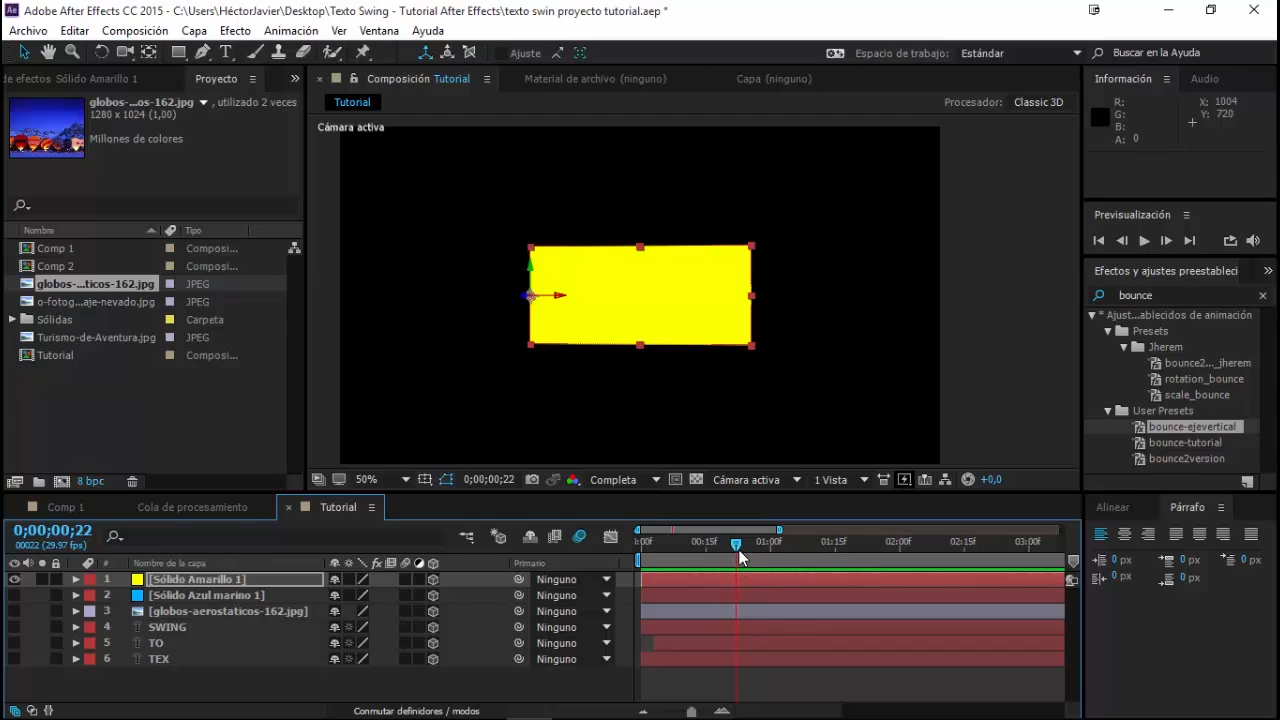 Adobe After Effects CC 2015 - C:\Users\HéctorJavier\Desktop\Texto Swing - Tutorial After Effects\texto swin proyecto tutorial.aep *
Archivo Editar Composición Capa Efecto Animación Ver Ventana Ayuda
Ajuste Espacio de trabajo: Estándar Buscar en la Ayuda
de efectos Sólido Amarillo 1 Proyecto Composición Tutorial Material de archivo (ninguno) Capa (ninguno) Información Audio
globos-...os-162.jpg , utilizado 2 veces
1280 x 1024 (1,00)
Millones de colores
Tutorial Procesador: Classic 3D
Cámara activa
R:
G:
B:
A: 0
X: 1004
Y: 720
Previsualización
Nombre Tipo
Comp 1 Composi...
Comp 2 Composi...
globos-...ticos-162.jpg JPEG
o-fotog...aje-nevado.jpg JPEG
Sólidas Carpeta
Turismo-de-Aventura.jpg JPEG
Tutorial Composi...
Efectos y ajustes preestableci
bounce
* Ajust...blecidos de animación
Presets
Jherem
bounce2..._jherem
rotation_bounce
scale_bounce
User Presets
bounce-ejevertical
bounce-tutorial
bounce2version
8 bpc 50% 0;00;00;22 Completa Cámara activa 1 Vista +0,0
Comp 1 Cola de procesamiento Tutorial Alinear Párrafo
0;00;00;22
00022 (29.97 fps)
:00f 00:15f 01:00f 01:15f 02:00f 02:15f 03:00f
# Nombre de la capa fx Primario
1 [Sólido Amarillo 1] Ninguno
2 [Sólido Azul marino 1] Ninguno
3 [globos-aerostaticos-162.jpg] Ninguno
4 T SWING Ninguno
5 T TO Ninguno
6 T TEX Ninguno
0 px 0 px 0 px
0 px 0 px
Conmutar definidores / modos